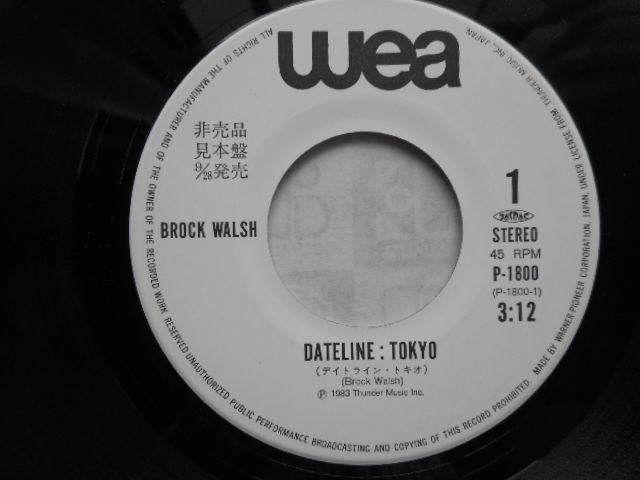 wea
非売品
見本盤
9/28発売
BROCK WALSH
1
STEREO
45 RPM
P-1800
(P-1800-1)
3:12
DATELINE : TOKYO
(デイトライン・トキオ)
(Brock Walsh)
Ⓟ 1983 Thunder Music Inc.
ALL RIGHTS OF THE MANUFACTURER AND OF THE OWNER OF THE RECORDED WORK RESERVED UNAUTHORIZED PUBLIC PERFORMANCE BROADCASTING AND COPYING OF THIS RECORD PROHIBITED. MADE BY WARNER-PIONEER CORPORATION, JAPAN, UNDER LICENSE FROM THUNDER MUSIC INC, JAPAN.